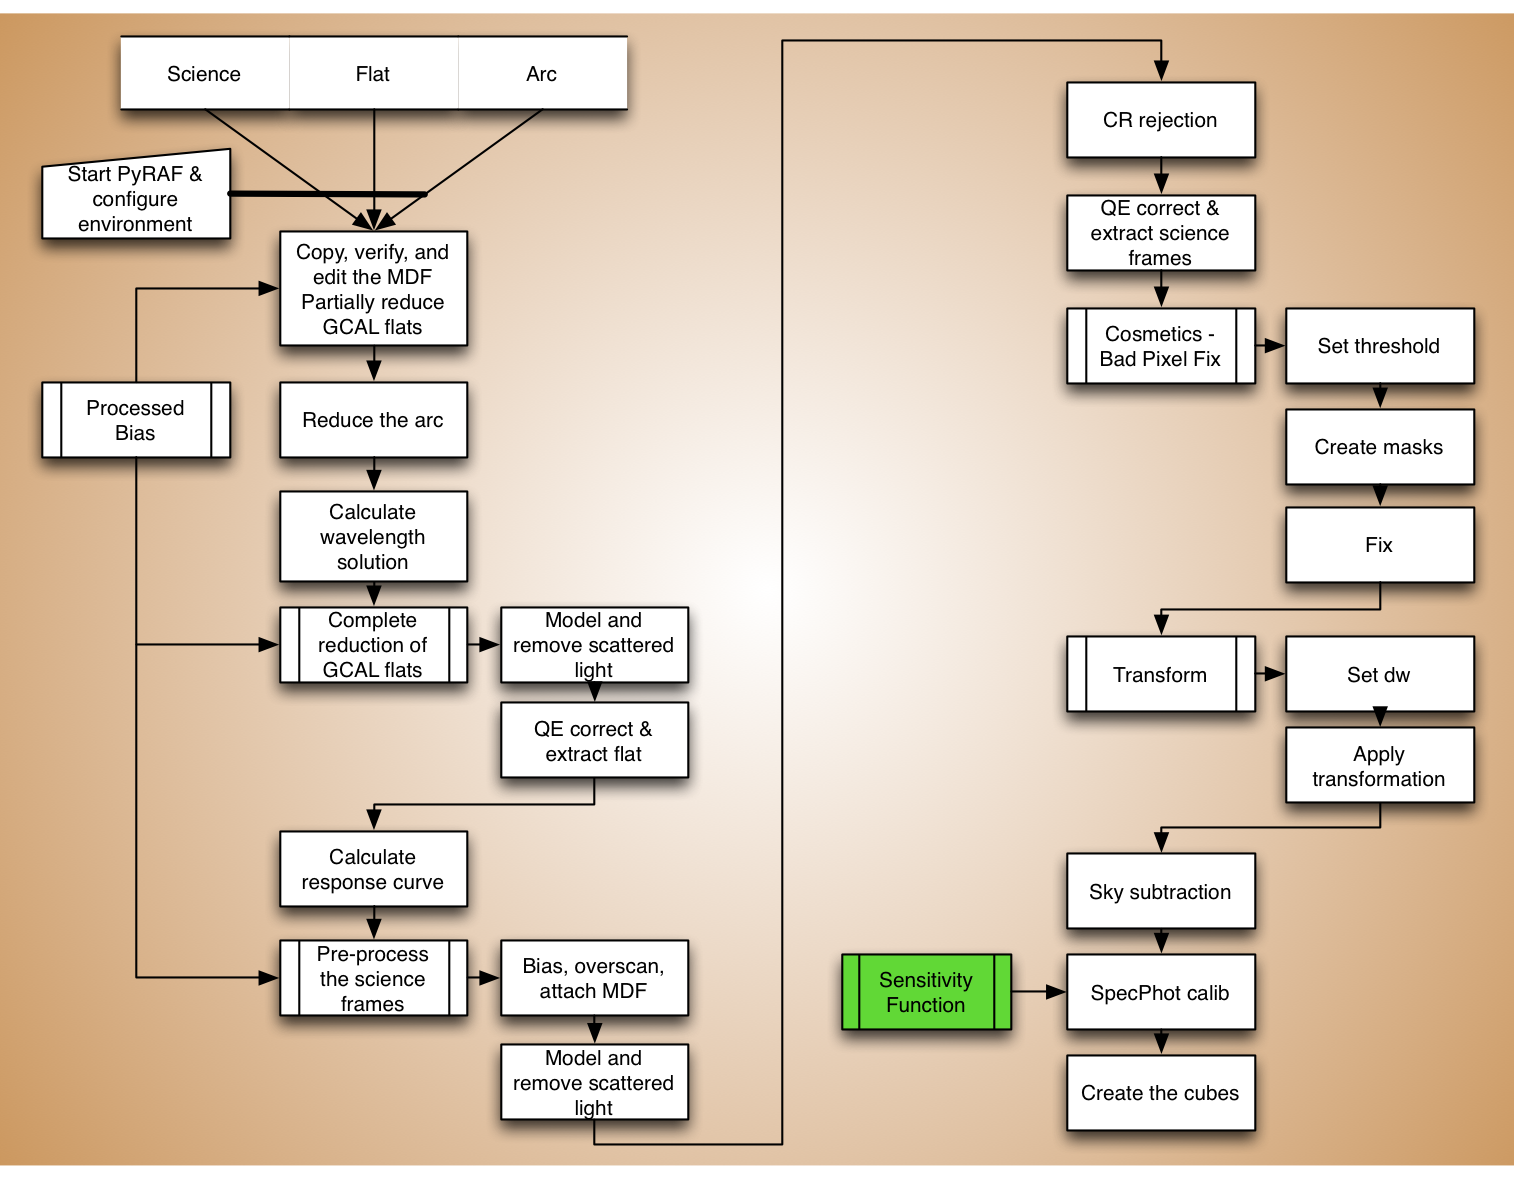 Science
Flat
Arc
Start PyRAF &
configure
environment
Copy, verify, and
edit the MDF
Partially reduce
GCAL flats
Processed
Bias
Reduce the arc
Calculate
wavelength
solution
Complete
reduction of
GCAL flats
Model and
remove scattered
light
QE correct &
extract flat
Calculate
response curve
Pre-process
the science
frames
Bias, overscan,
attach MDF
Model and
remove scattered
light
CR rejection
QE correct &
extract science
frames
Cosmetics -
Bad Pixel Fix
Set threshold
Create masks
Fix
Transform
Set dw
Apply
transformation
Sky subtraction
Sensitivity
Function
SpecPhot calib
Create the cubes